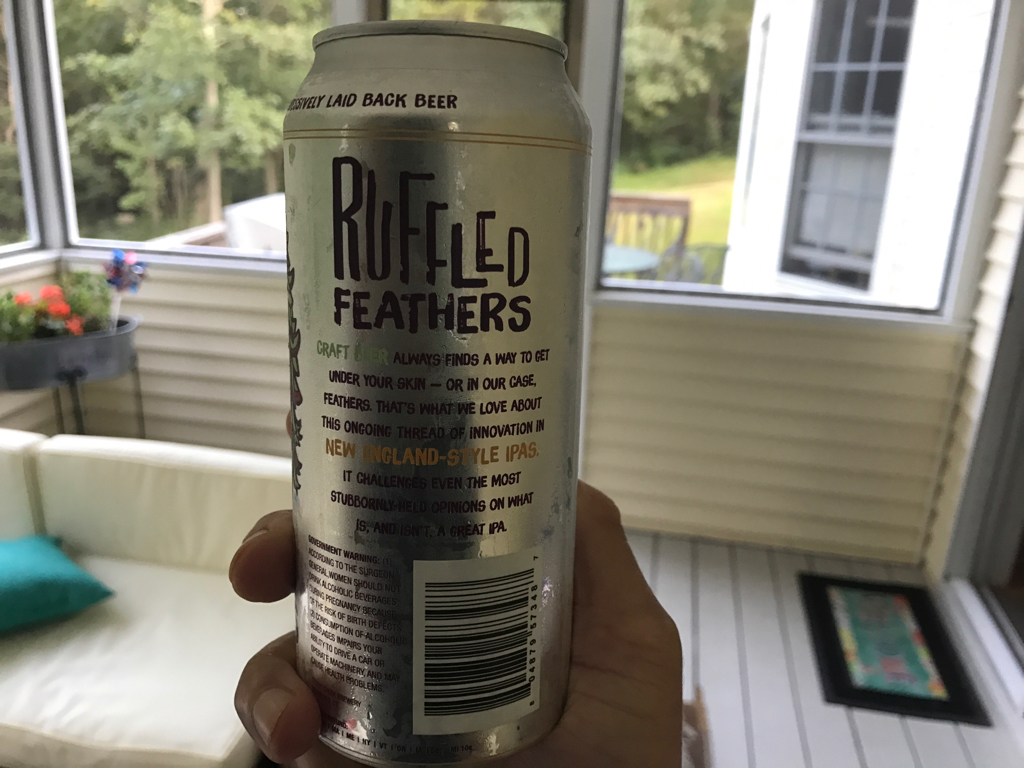 LAID BACK BEER
RUFFLED
FEATHERS
CRAFT BEER ALWAYS FINDS A WAY TO GET
UNDER YOUR SKIN — OR IN OUR CASE,
FEATHERS. THAT'S WHAT WE LOVE ABOUT
THIS ONGOING THREAD OF INNOVATION IN
NEW ENGLAND-STYLE IPAS.
IT CHALLENGES EVEN THE MOST
STUBBORNLY-HELD OPINIONS ON WHAT
IS, AND ISN'T, A GREAT IPA.
GOVERNMENT WARNING:
ACCORDING TO THE SURGEON
GENERAL, WOMEN SHOULD NOT
DRINK ALCOHOLIC BEVERAGES
DURING PREGNANCY BECAUSE
OF THE RISK OF BIRTH DEFECTS.
CONSUMPTION OF ALCOHOLIC
BEVERAGES IMPAIRS YOUR
ABILITY TO DRIVE A CAR OR
OPERATE MACHINERY, AND MAY
CAUSE HEALTH PROBLEMS.